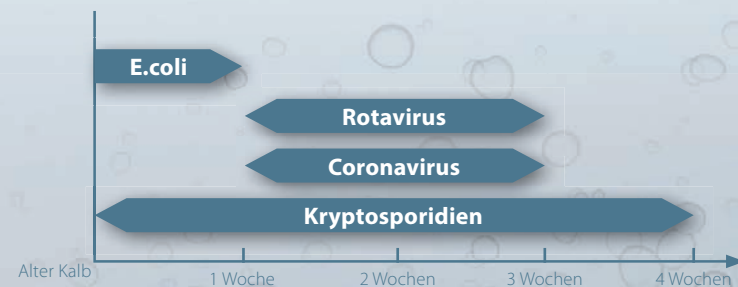 E.coli
Rotavirus
Coronavirus
Kryptosporidien
Alter Kalb
1 Woche
2 Wochen
3 Wochen
4 Wochen